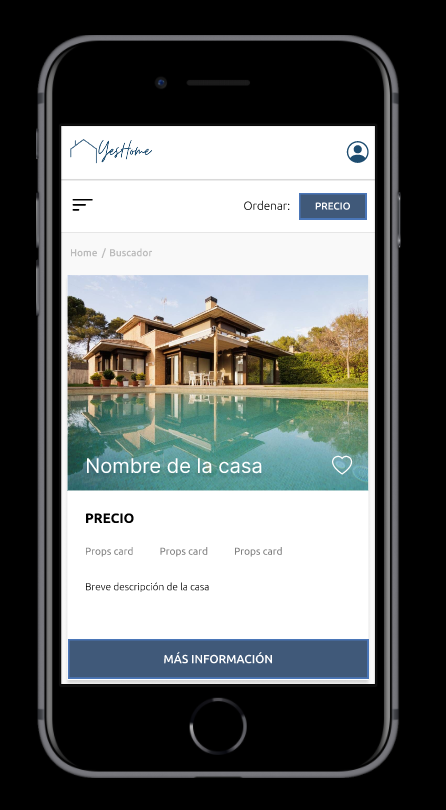 YesHome
Ordenar: PRECIO
Home / Buscador
Nombre de la casa
PRECIO
Props card Props card Props card
Breve descripción de la casa
MÁS INFORMACIÓN